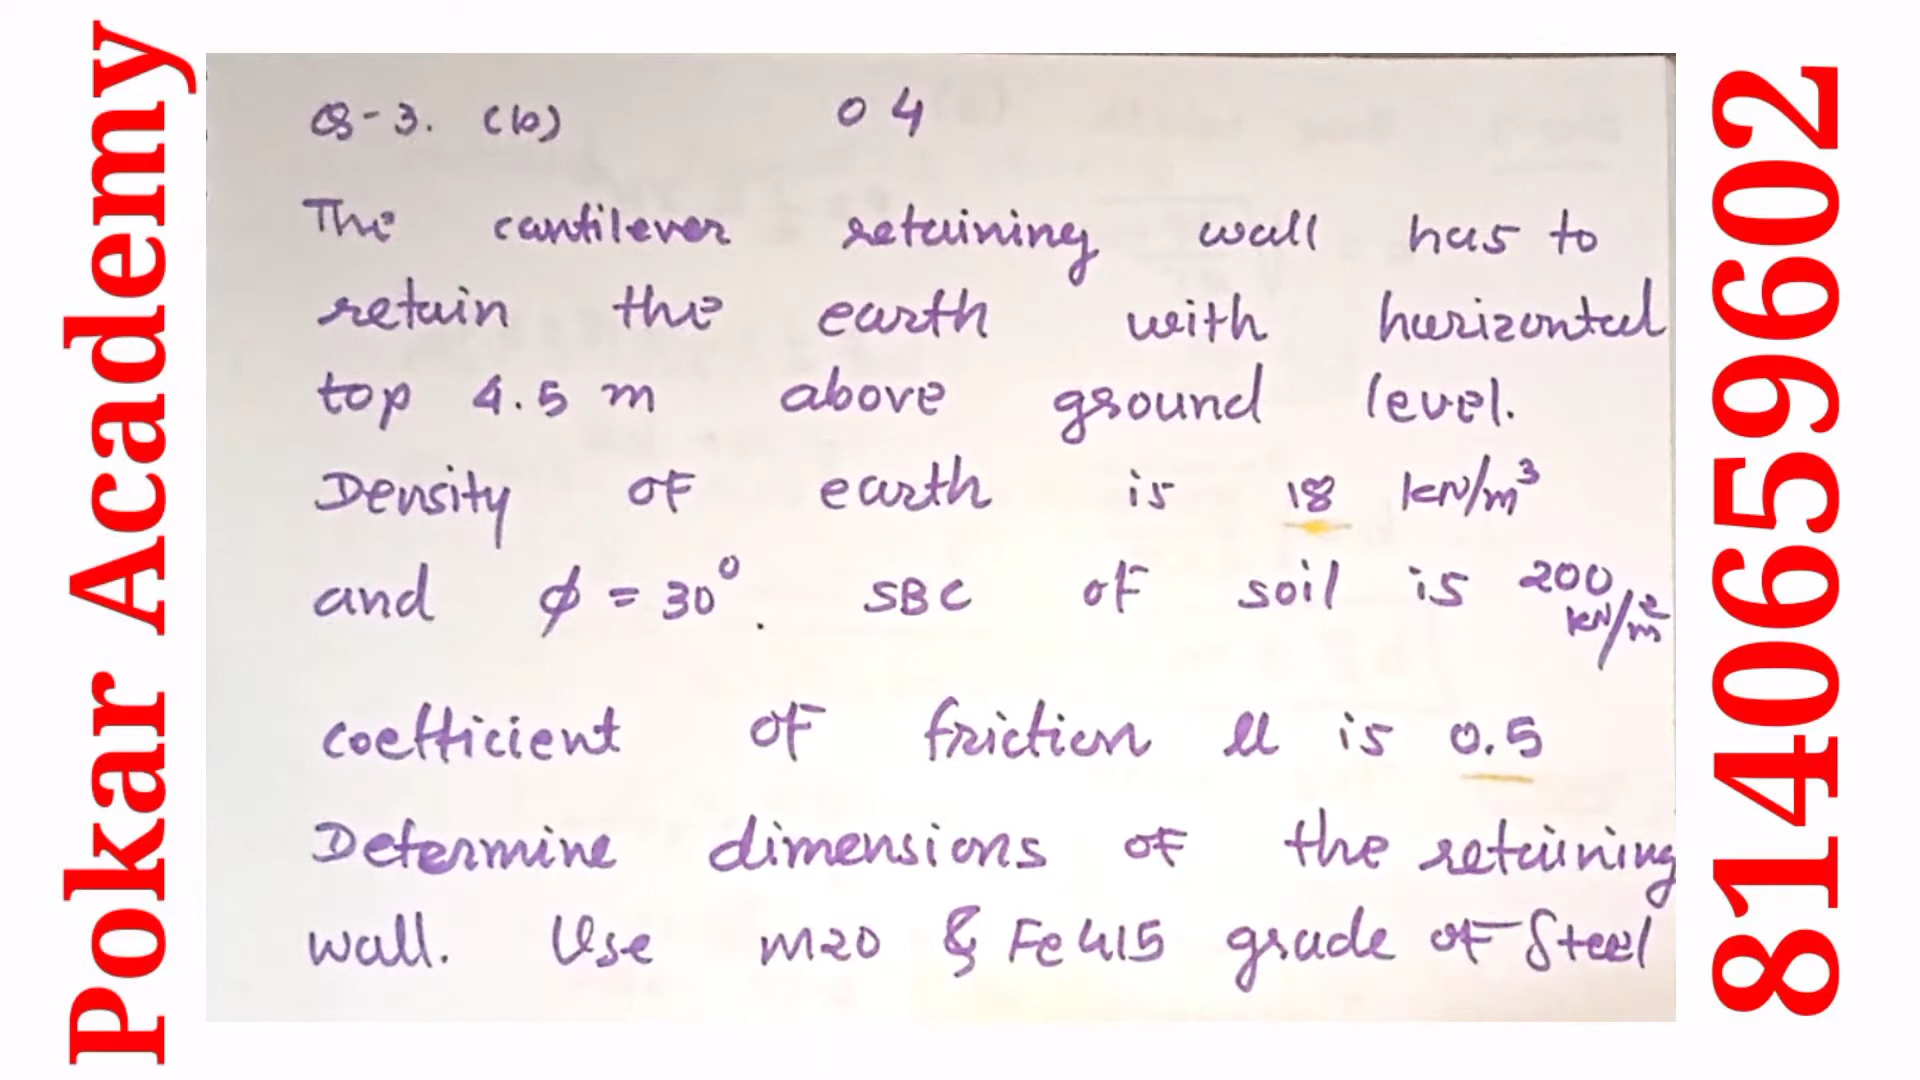 Pokar Academy
Q-3. (b) 04
The cantilever retaining wall has to
retain the earth with horizontal
top 4.5 m above ground level.
Density of earth is 18 kN/m³
and ϕ = 30°. SBC of soil is 200 kN/m²
coefficient of friction μ is 0.5
Determine dimensions of the retaining
wall. Use M20 & Fe415 grade of Steel
8140659602